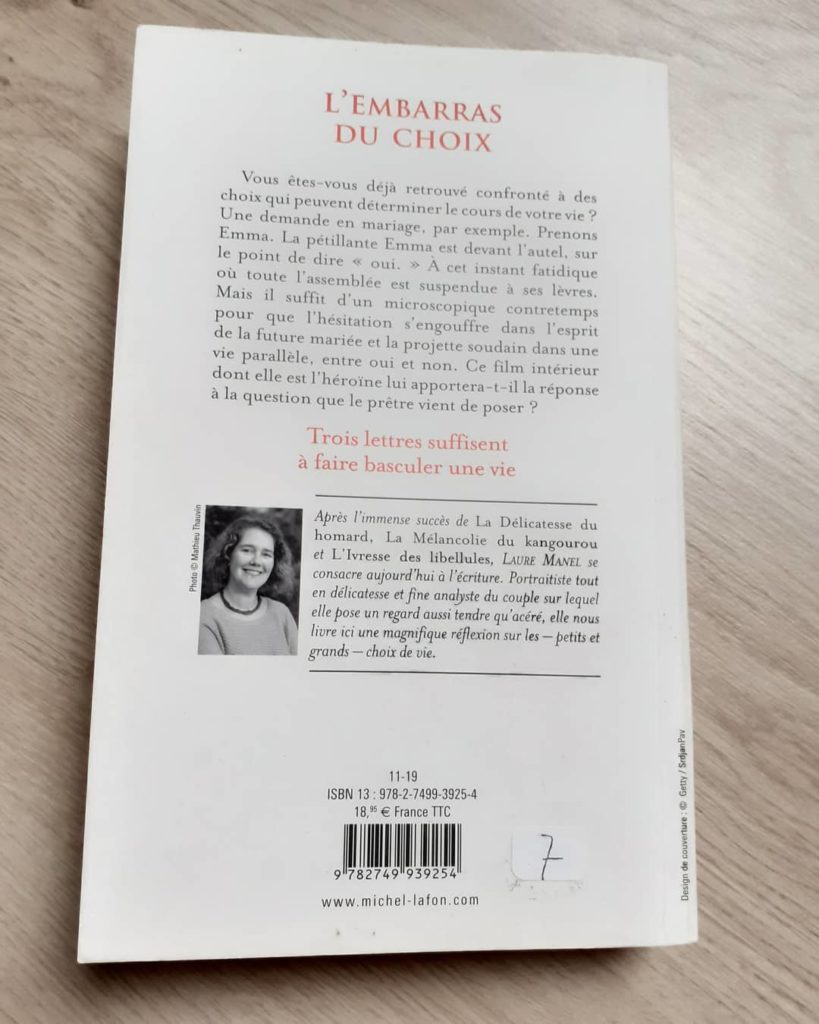 L'EMBARRAS
DU CHOIX
Vous êtes-vous déjà retrouvé confronté à des
choix qui peuvent déterminer le cours de votre vie ?
Une demande en mariage, par exemple. Prenons
Emma. La pétillante Emma est devant l'autel, sur
le point de dire « oui. » À cet instant fatidique
où toute l'assemblée est suspendue à ses lèvres.
Mais il suffit d'un microscopique contretemps
pour que l'hésitation s'engouffre dans l'esprit
de la future mariée et la projette soudain dans une
vie parallèle, entre oui et non. Ce film intérieur
dont elle est l'héroïne lui apportera-t-il la réponse
à la question que le prêtre vient de poser ?
Trois lettres suffisent
à faire basculer une vie
Photo © Mathieu Thauvin
Après l'immense succès de La Délicatesse du
homard, La Mélancolie du kangourou
et L'Ivresse des libellules, LAURE MANEL se
consacre aujourd'hui à l'écriture. Portraitiste tout
en délicatesse et fine analyste du couple sur lequel
elle pose un regard aussi tendre qu'acéré, elle nous
livre ici une magnifique réflexion sur les — petits et
grands — choix de vie.
11-19
ISBN 13 : 978-2-7499-3925-4
18,95 € France TTC
9 782749 939254
7
www.michel-lafon.com
Design de couverture : © Getty / SrdjanPav